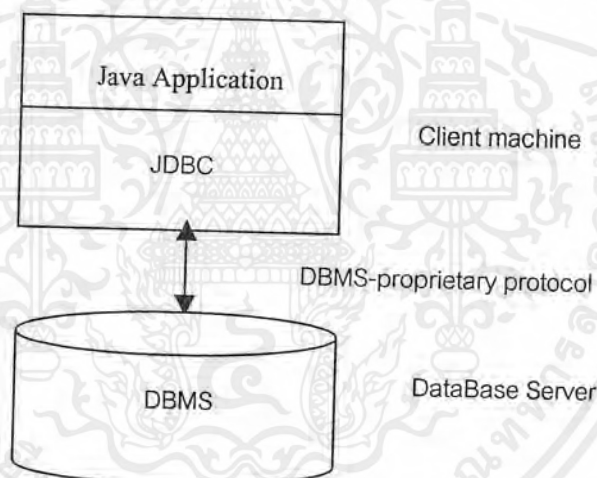 Java Application
JDBC
Client machine
DBMS-proprietary protocol
DBMS
DataBase Server